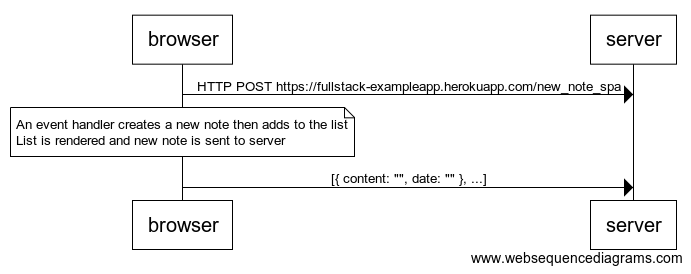 browser
server
HTTP POST https://fullstack-exampleapp.herokuapp.com/new_note_spa
An event handler creates a new note then adds to the list
List is rendered and new note is sent to server
[{ content: "", date: "" }, ...]
browser
server
www.websequencediagrams.com